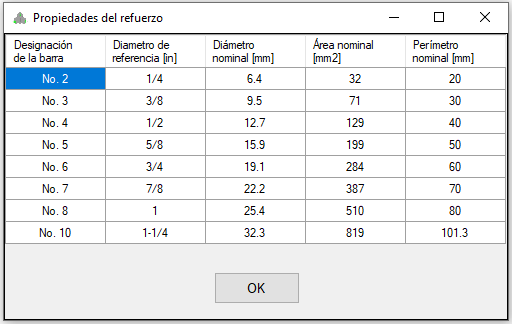 Propiedades del refuerzo
Designación de la barra | Diametro de referencia [in] | Diámetro nominal [mm] | Área nominal [mm2] | Perímetro nominal [mm]
No. 2 | 1/4 | 6.4 | 32 | 20
No. 3 | 3/8 | 9.5 | 71 | 30
No. 4 | 1/2 | 12.7 | 129 | 40
No. 5 | 5/8 | 15.9 | 199 | 50
No. 6 | 3/4 | 19.1 | 284 | 60
No. 7 | 7/8 | 22.2 | 387 | 70
No. 8 | 1 | 25.4 | 510 | 80
No. 10 | 1-1/4 | 32.3 | 819 | 101.3
OK